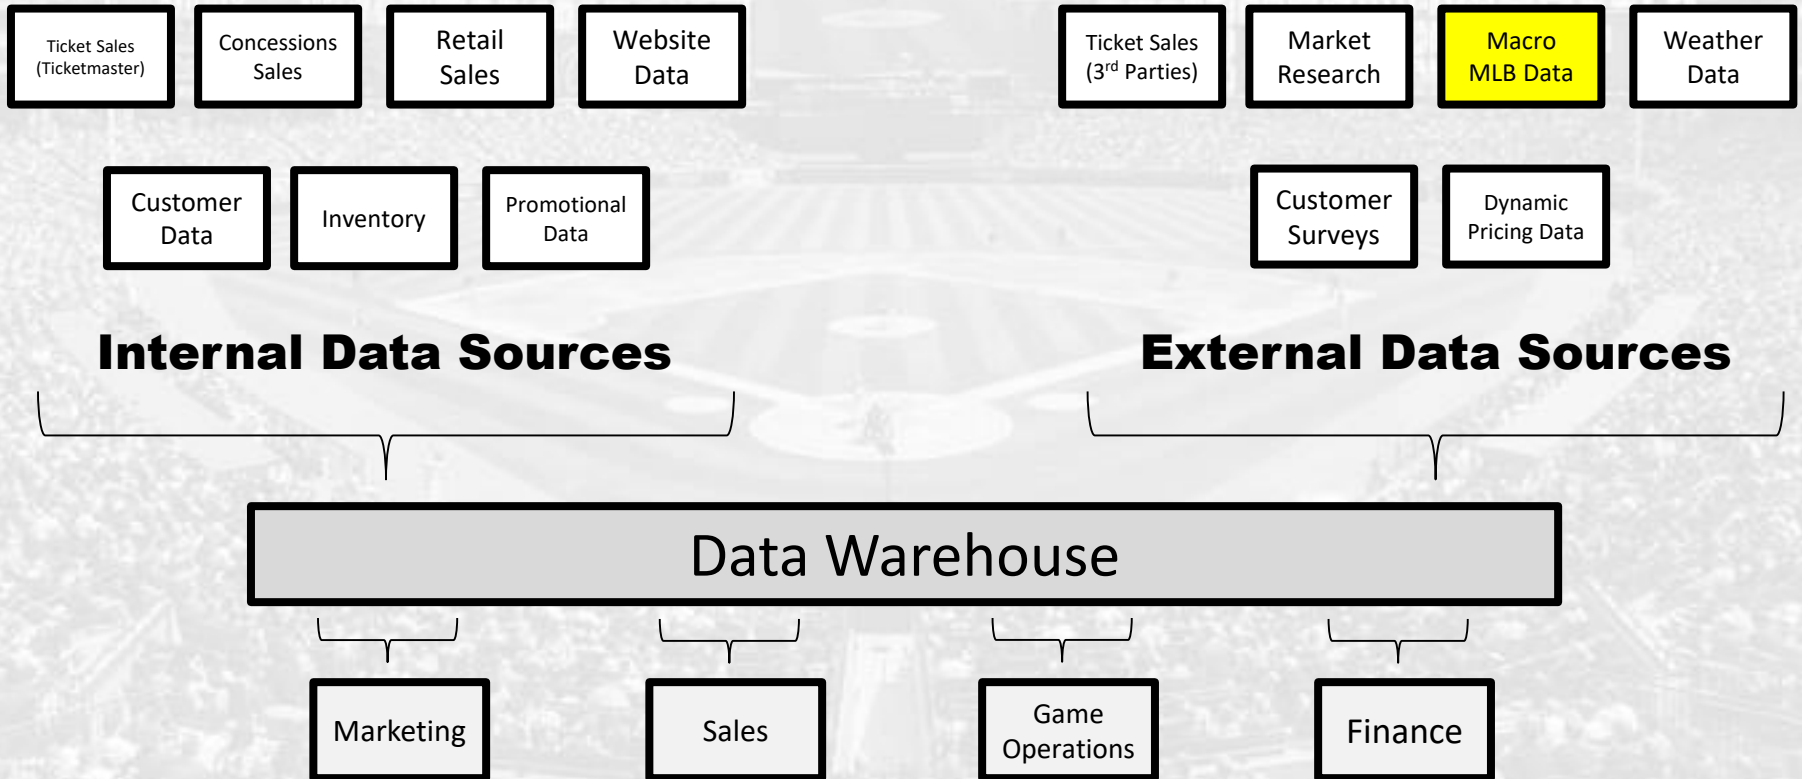 Ticket Sales
(Ticketmaster)
Concessions
Sales
Retail
Sales
Website
Data
Ticket Sales
(3rd Parties)
Market
Research
Macro
MLB Data
Weather
Data
Customer
Data
Inventory
Promotional
Data
Customer
Surveys
Dynamic
Pricing Data
Internal Data Sources
External Data Sources
Data Warehouse
Marketing
Sales
Game
Operations
Finance